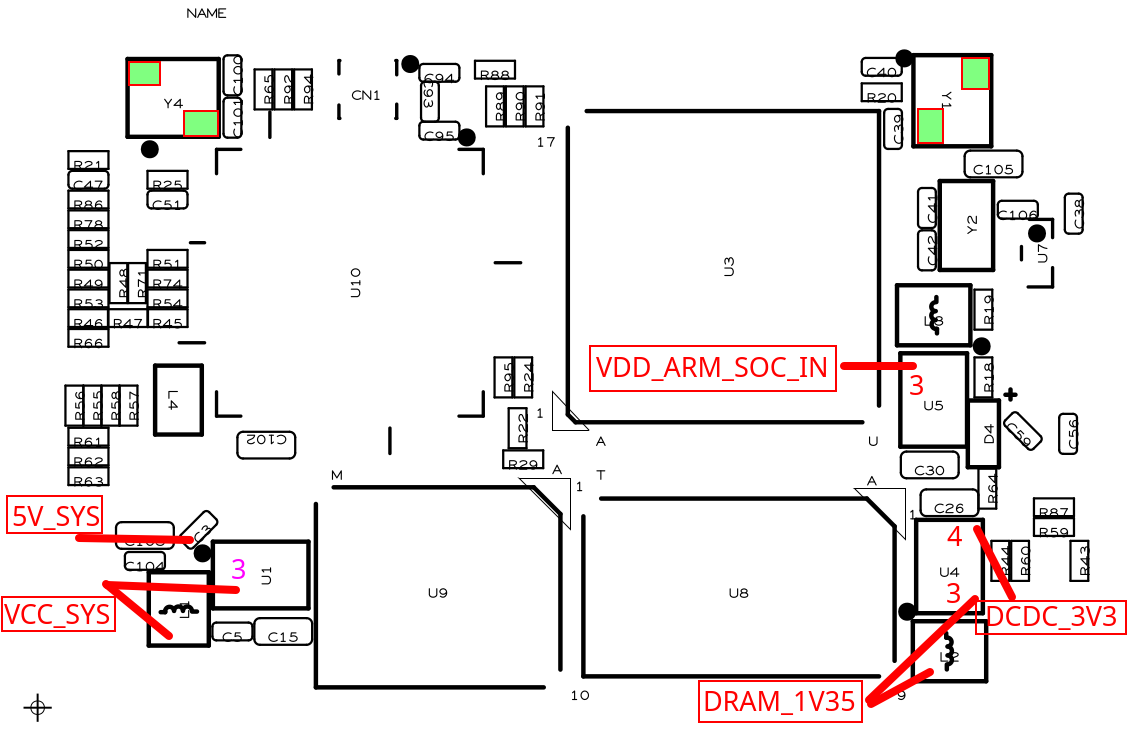 NAME
Y4
C100
C101
R65
R92
R94
CN1
C94
C93
C95
R88
R89
R90
R91
17
C40
R20
C39
Y1
C105
R21
C47
R86
R78
R52
R50
R49
R53
R46
R66
R25
C51
R48
R71
R51
R74
R54
R47
R45
U10
U3
C41
C42
Y2
C106
C38
U7
L3
R19
VDD_ARM_SOC_IN
3
U5
R18
+
D4
C59
C56
R56
R55
R58
R57
L4
R61
R62
R63
C102
R95
R24
R22
R29
1
A
U
M
A
1
T
A
1
C30
C26
R64
R87
R59
R44
R60
R43
5V_SYS
C103
C3
C104
3
U1
VCC_SYS
L1
C5
C15
U9
U8
4
U4
3
DCDC_3V3
L2
DRAM_1V35
10
9